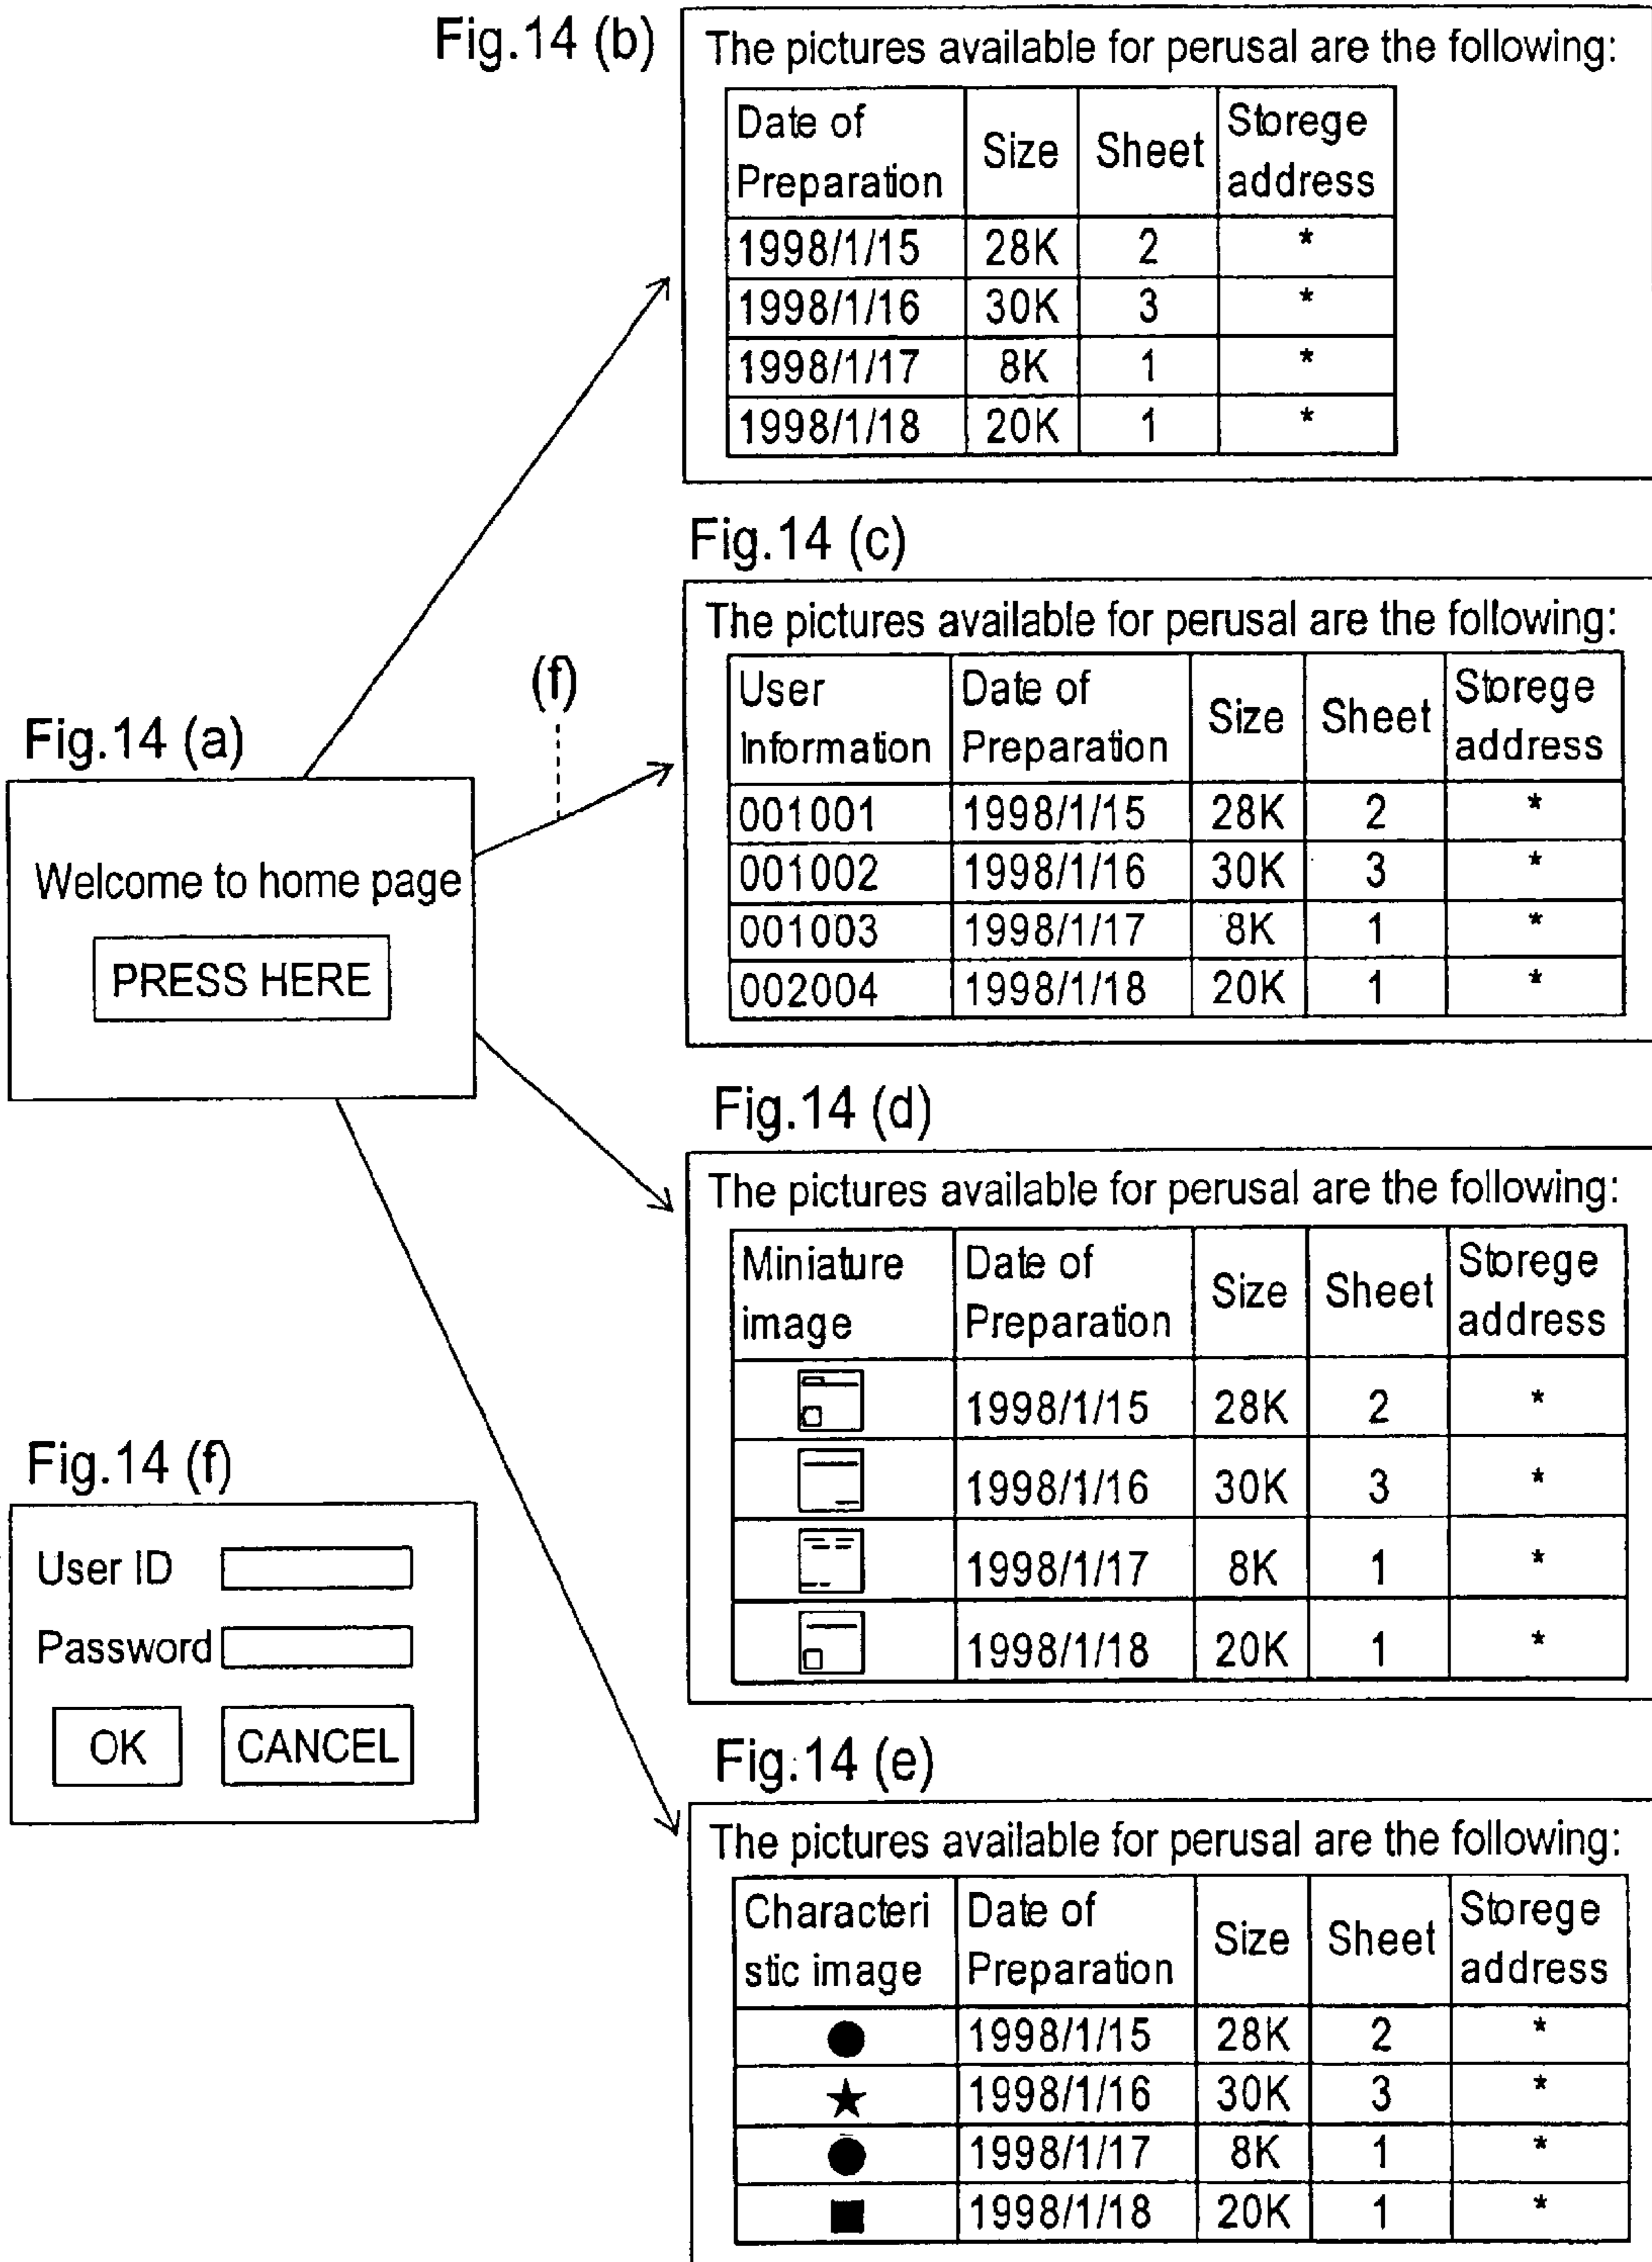 Fig.14 (b)
The pictures available for perusal are the following:
Date of Preparation Size Sheet Storege address
1998/1/15 28K 2 *
1998/1/16 30K 3 *
1998/1/17 8K 1 *
1998/1/18 20K 1 *
Fig.14 (c)
The pictures available for perusal are the following:
User Information Date of Preparation Size Sheet Storege address
001001 1998/1/15 28K 2 *
001002 1998/1/16 30K 3 *
001003 1998/1/17 8K 1 *
002004 1998/1/18 20K 1 *
(f)
Fig.14 (a)
Welcome to home page
PRESS HERE
Fig.14 (d)
The pictures available for perusal are the following:
Miniature image Date of Preparation Size Sheet Storege address
1998/1/15 28K 2 *
1998/1/16 30K 3 *
1998/1/17 8K 1 *
1998/1/18 20K 1 *
Fig.14 (f)
User ID
Password
OK CANCEL
Fig.14 (e)
The pictures available for perusal are the following:
Characteri stic image Date of Preparation Size Sheet Storege address
● 1998/1/15 28K 2 *
★ 1998/1/16 30K 3 *
● 1998/1/17 8K 1 *
■ 1998/1/18 20K 1 *